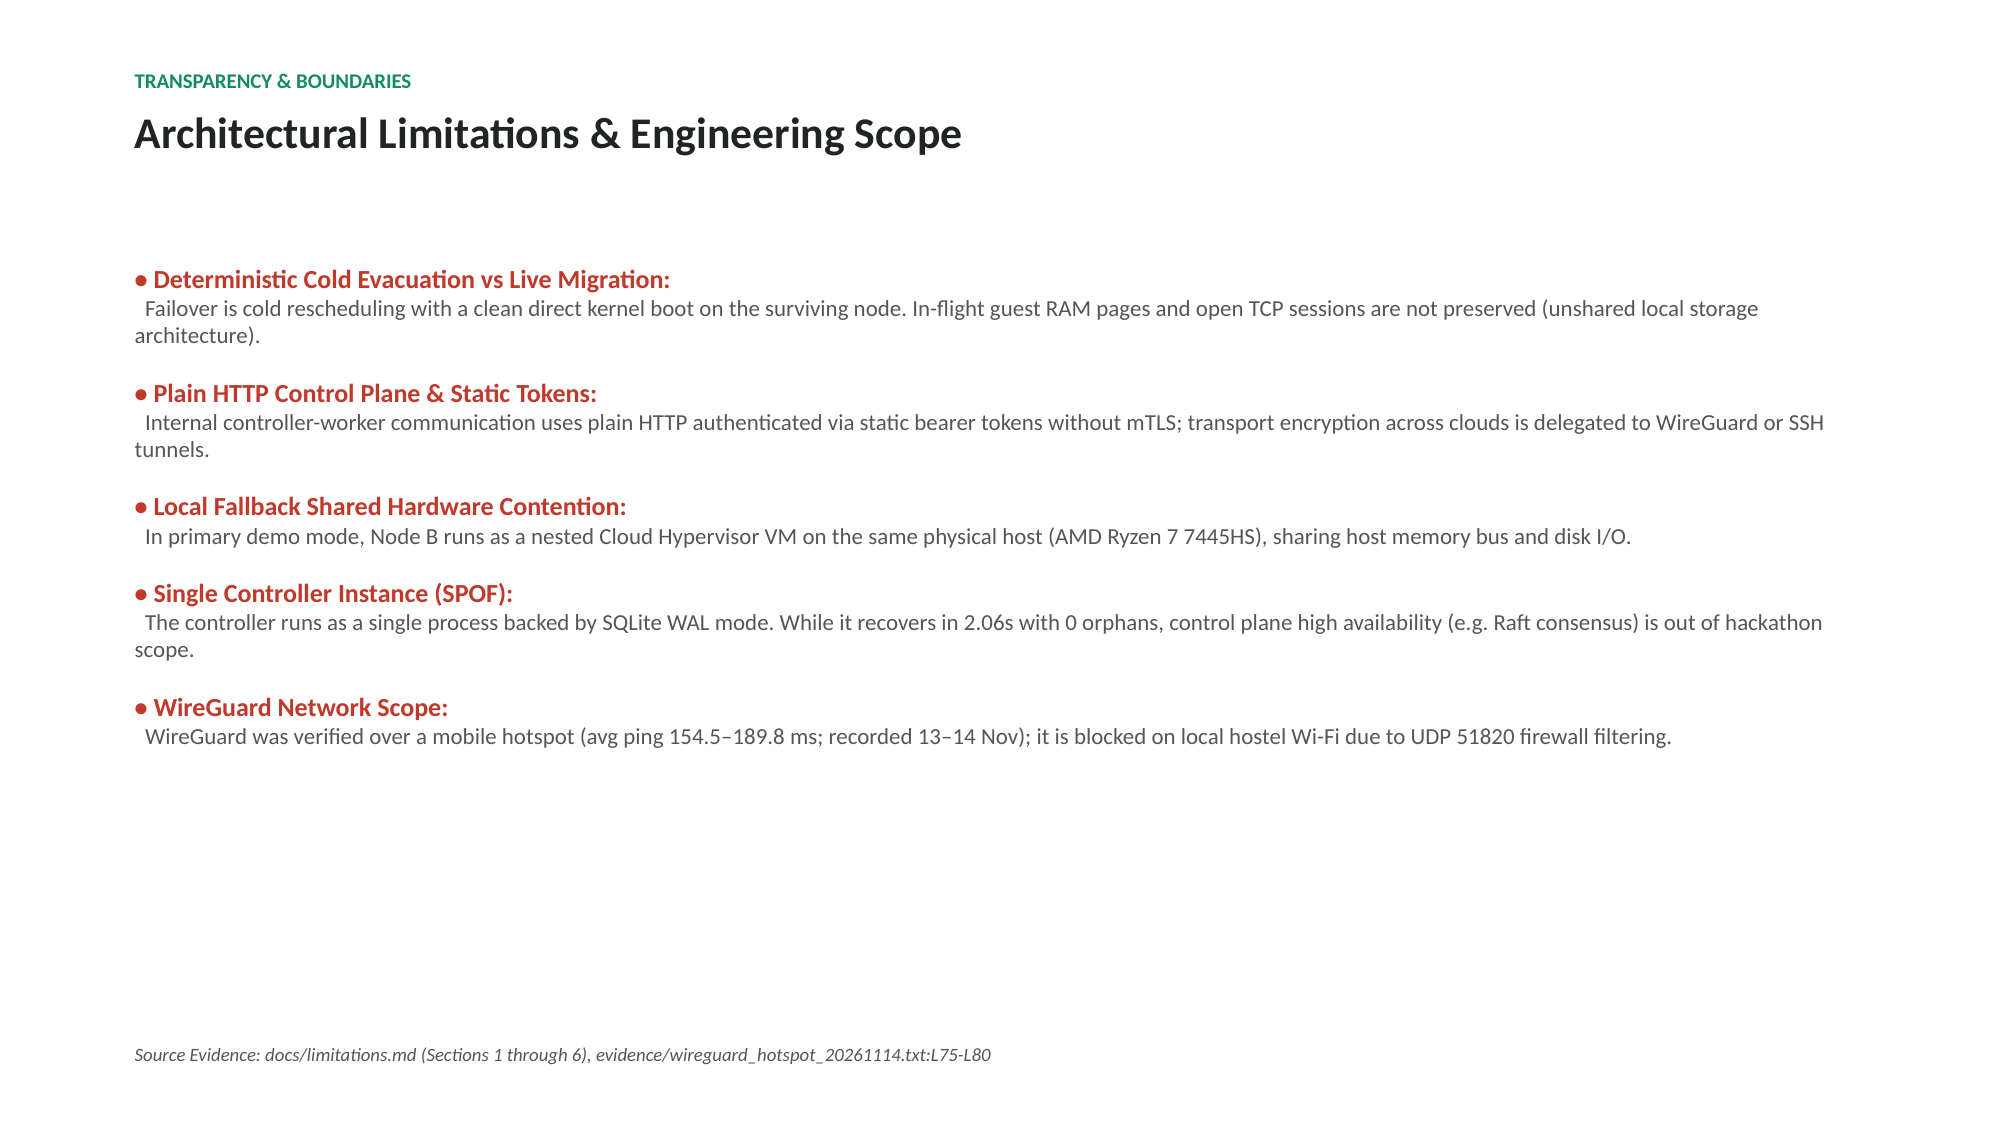 TRANSPARENCY & BOUNDARIES
Architectural Limitations & Engineering Scope
● Deterministic Cold Evacuation vs Live Migration:
Failover is cold rescheduling with a clean direct kernel boot on the surviving node. In-flight guest RAM pages and open TCP sessions are not preserved (unshared local storage
architecture).
● Plain HTTP Control Plane & Static Tokens:
Internal controller-worker communication uses plain HTTP authenticated via static bearer tokens without mTLS; transport encryption across clouds is delegated to WireGuard or SSH
tunnels.
● Local Fallback Shared Hardware Contention:
In primary demo mode, Node B runs as a nested Cloud Hypervisor VM on the same physical host (AMD Ryzen 7 7445HS), sharing host memory bus and disk I/O.
● Single Controller Instance (SPOF):
The controller runs as a single process backed by SQLite WAL mode. While it recovers in 2.06s with 0 orphans, control plane high availability (e.g. Raft consensus) is out of hackathon
scope.
● WireGuard Network Scope:
WireGuard was verified over a mobile hotspot (avg ping 154.5–189.8 ms; recorded 13–14 Nov); it is blocked on local hostel Wi-Fi due to UDP 51820 firewall filtering.
Source Evidence: docs/limitations.md (Sections 1 through 6), evidence/wireguard_hotspot_20261114.txt:L75-L80